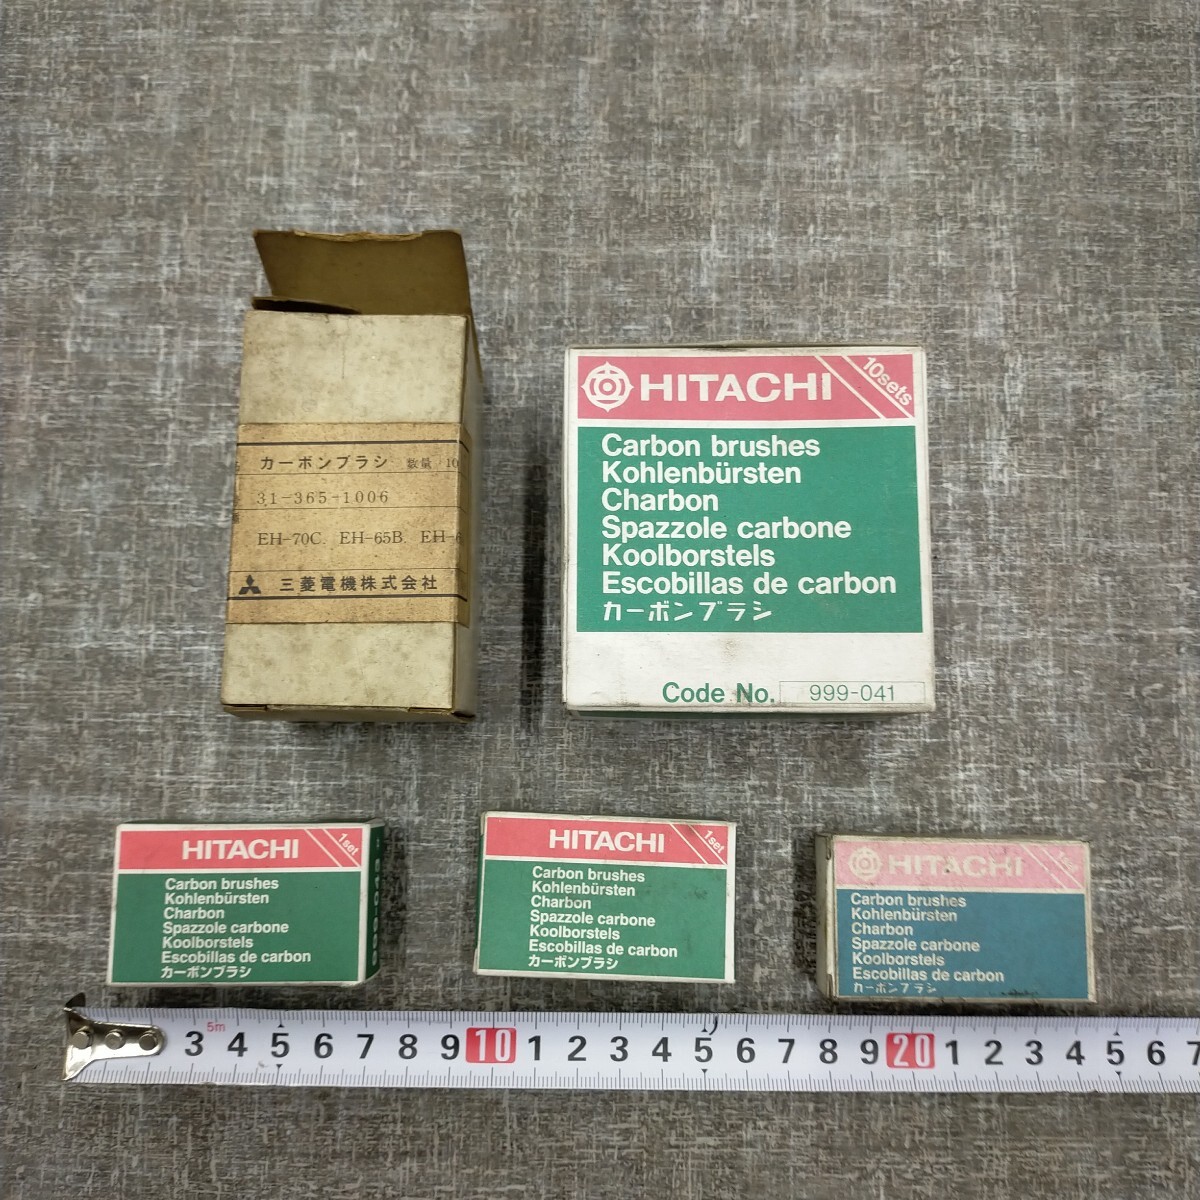 カーボンブラシ 数量 10
31-365-1006
EH-70C. EH-65B. EH-6
三菱電機株式会社
HITACHI
10sets
Carbon brushes
Kohlenbürsten
Charbon
Spazzole carbone
Koolborstels
Escobillas de carbon
カーボンブラシ
Code No. 999-041
HITACHI
1set
Carbon brushes
Kohlenbürsten
Charbon
Spazzole carbone
Koolborstels
Escobillas de carbon
カーボンブラシ
HITACHI
1set
Carbon brushes
Kohlenbürsten
Charbon
Spazzole carbone
Koolborstels
Escobillas de carbon
カーボンブラシ
HITACHI
Carbon brushes
Kohlenbürsten
Charbon
Spazzole carbone
Koolborstels
Escobillas de carbon
カーボンブラシ
5m
3 4 5 6 7 8 9 10 1 2 3 4 5 6 7 8 9 20 1 2 3 4 5 6 7